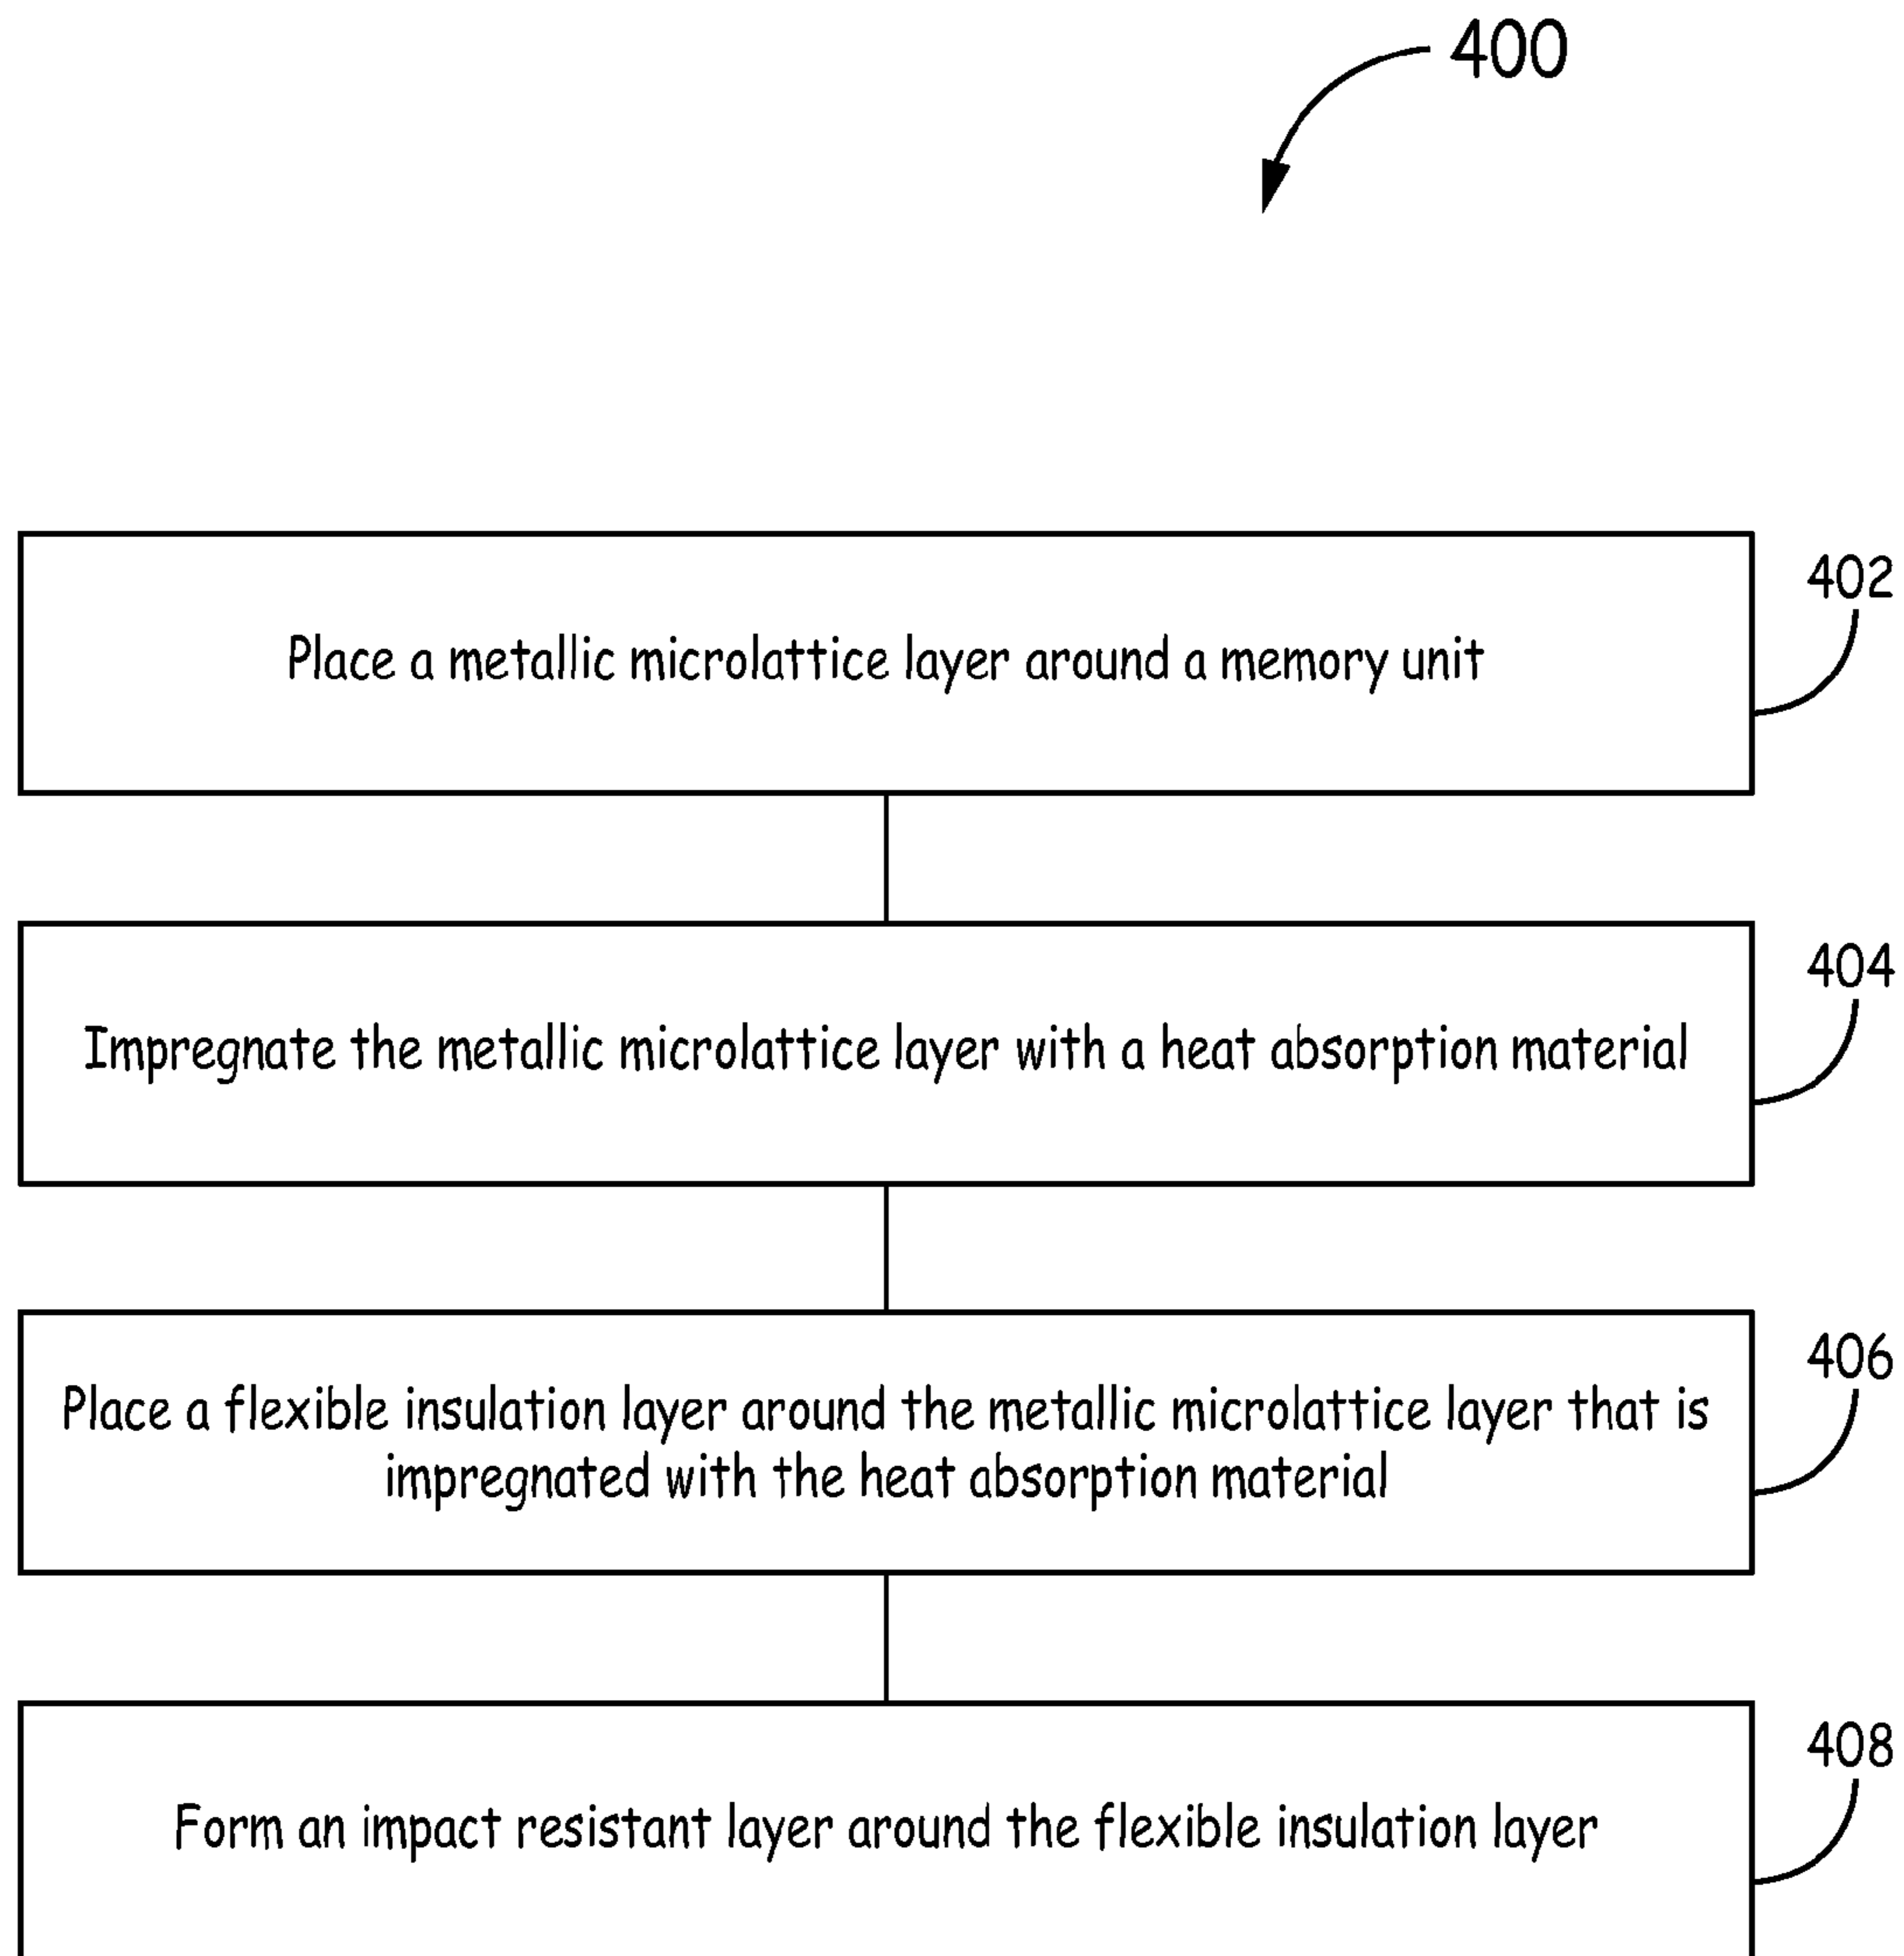 400
402
Place a metallic microlattice layer around a memory unit
404
Impregnate the metallic microlattice layer with a heat absorption material
406
Place a flexible insulation layer around the metallic microlattice layer that is
impregnated with the heat absorption material
408
Form an impact resistant layer around the flexible insulation layer